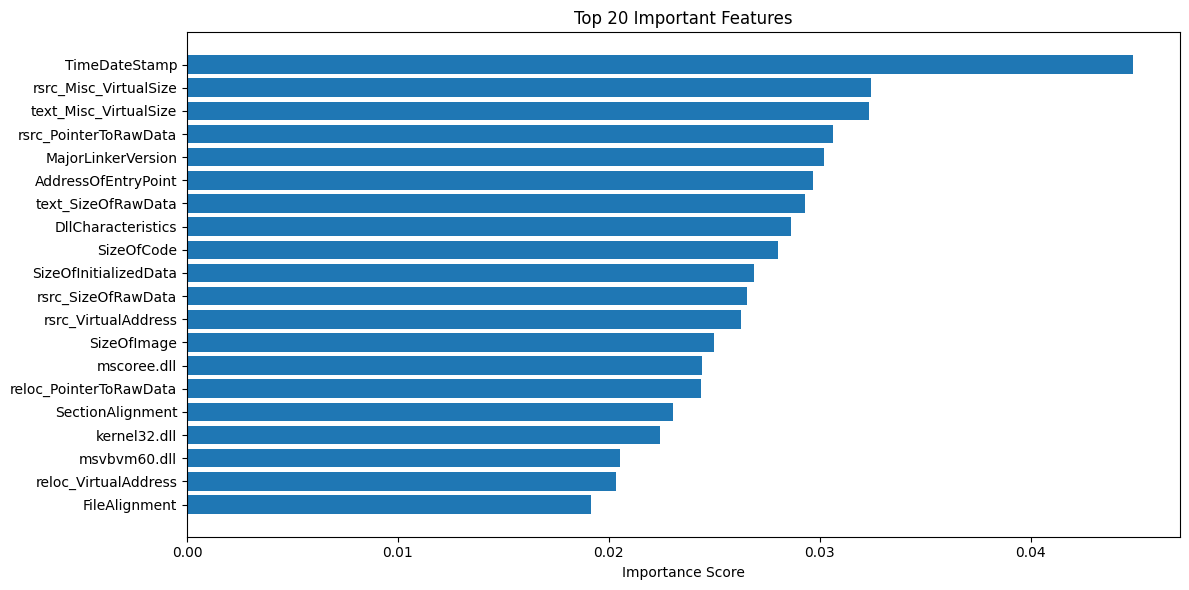 Top 20 Important Features
TimeDateStamp
rsrc_Misc_VirtualSize
text_Misc_VirtualSize
rsrc_PointerToRawData
MajorLinkerVersion
AddressOfEntryPoint
text_SizeOfRawData
DllCharacteristics
SizeOfCode
SizeOfInitializedData
rsrc_SizeOfRawData
rsrc_VirtualAddress
SizeOfImage
mscoree.dll
reloc_PointerToRawData
SectionAlignment
kernel32.dll
msvbvm60.dll
reloc_VirtualAddress
FileAlignment
0.00 0.01 0.02 0.03 0.04
Importance Score